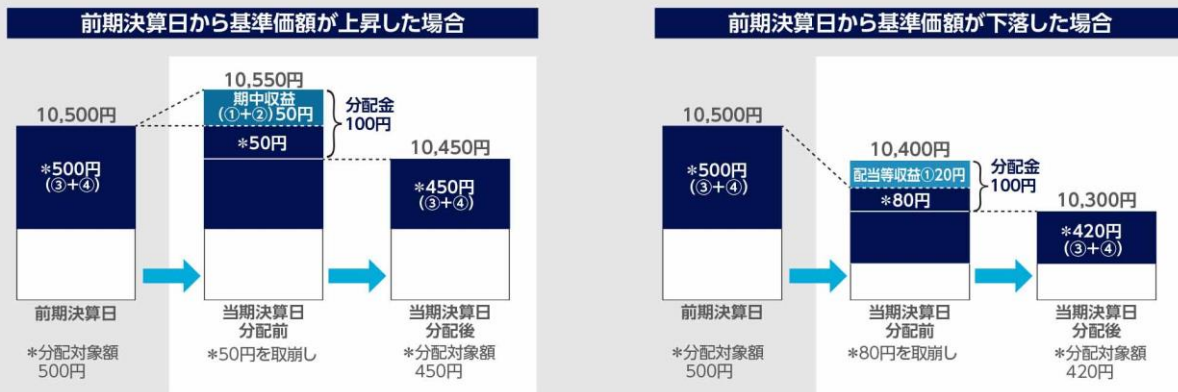 前期決算日から基準価額が上昇した場合
10,550円
10,500円
期中収益
(①+②)50円
分配金
100円
*50円
10,450円
*500円
(③+④)
*450円
(③+④)
前期決算日
当期決算日
分配前
当期決算日
分配後
*分配対象額
500円
*50円を取崩し
*分配対象額
450円
前期決算日から基準価額が下落した場合
10,500円
10,400円
配当等収益①20円
分配金
100円
*500円
(③+④)
*80円
10,300円
*420円
(③+④)
前期決算日
当期決算日
分配前
当期決算日
分配後
*分配対象額
500円
*80円を取崩し
*分配対象額
420円